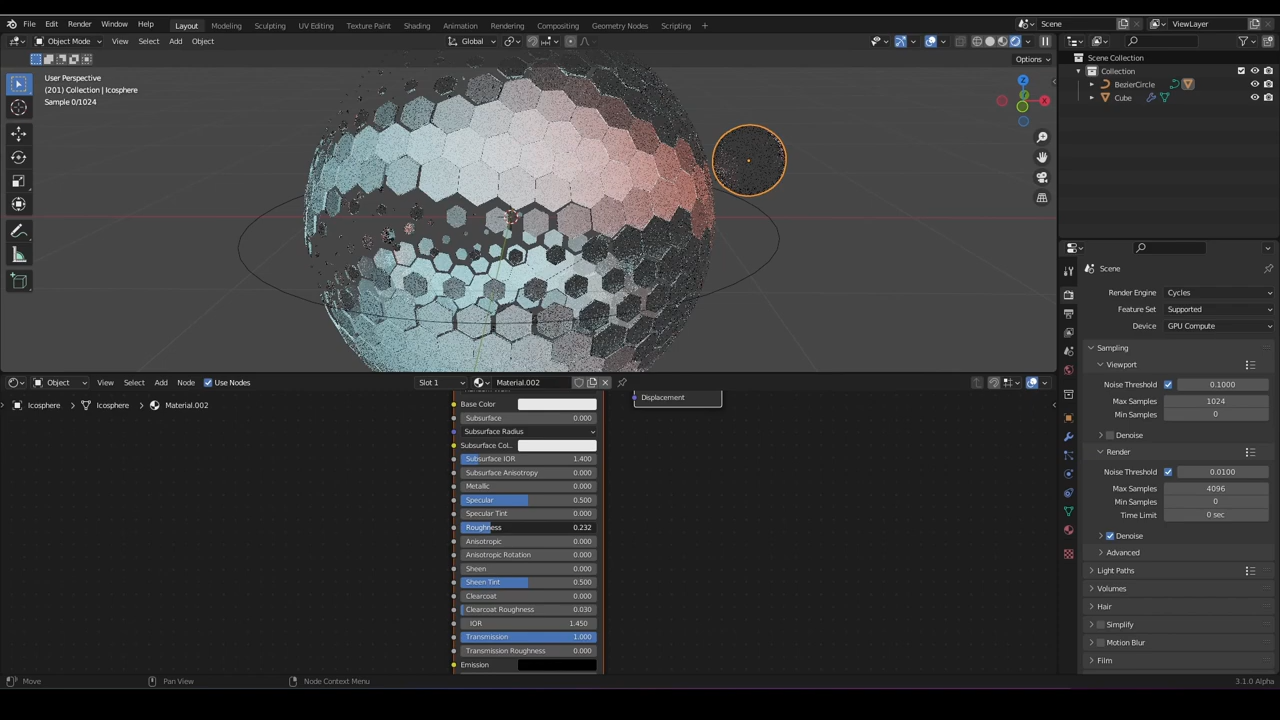 File Edit Render Window Help Layout Modeling Sculpting UV Editing Texture Paint Shading Animation Rendering Compositing Geometry Nodes Scripting + Scene ViewLayer
Object Mode View Select Add Object Global
Options
User Perspective
(201) Collection | Icosphere
Sample 0/1024
Scene Collection
Collection
BezierCircle
Cube
Scene
Render Engine Cycles
Feature Set Supported
Device GPU Compute
Sampling
Viewport
Noise Threshold 0.1000
Max Samples 1024
Min Samples 0
Denoise
Render
Noise Threshold 0.0100
Max Samples 4096
Min Samples 0
Time Limit 0 sec
Denoise
Advanced
Light Paths
Volumes
Hair
Simplify
Motion Blur
Film
Object View Select Add Node Use Nodes Slot 1 Material.002
Icosphere Icosphere Material.002
Displacement
Base Color
Subsurface 0.000
Subsurface Radius
Subsurface Col..
Subsurface IOR 1.400
Subsurface Anisotropy 0.000
Metallic 0.000
Specular 0.500
Specular Tint 0.000
Roughness 0.232
Anisotropic 0.000
Anisotropic Rotation 0.000
Sheen 0.000
Sheen Tint 0.500
Clearcoat 0.000
Clearcoat Roughness 0.030
IOR 1.450
Transmission 1.000
Transmission Roughness 0.000
Emission
Move Pan View Node Context Menu 3.1.0 Alpha